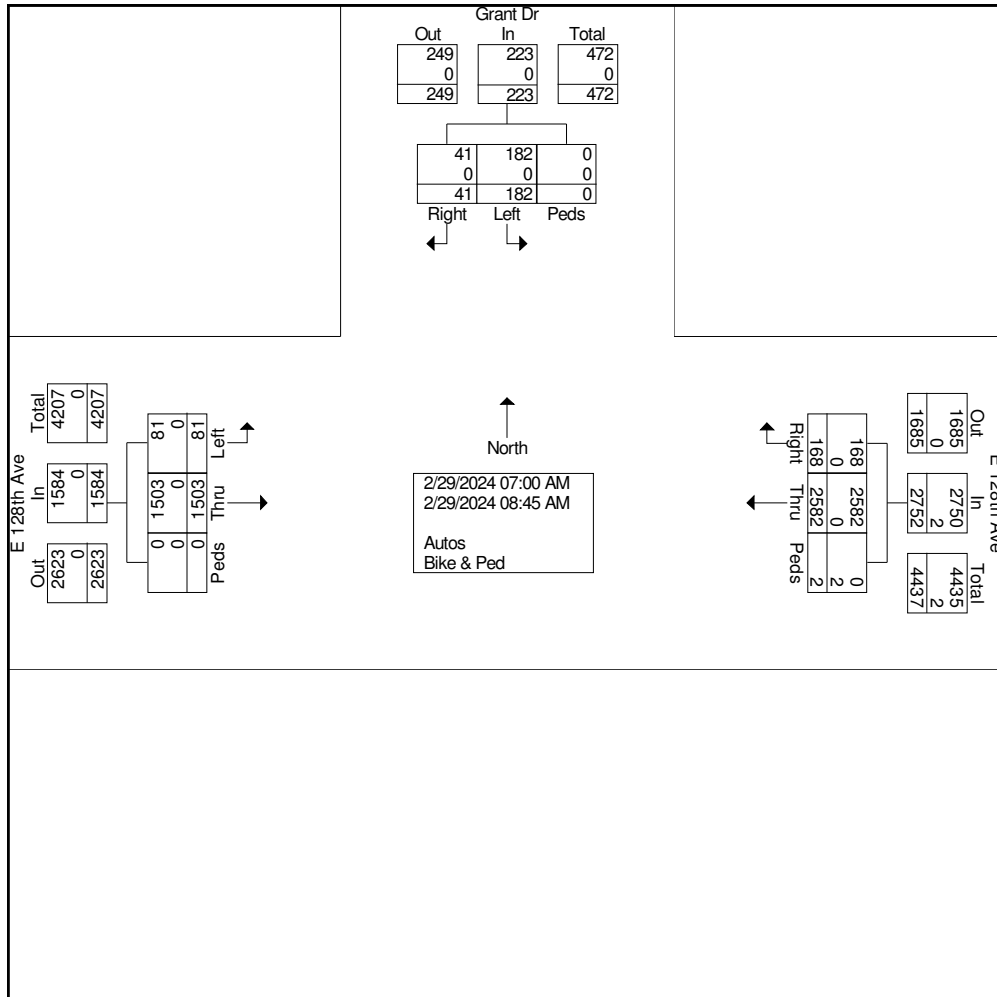 Grant Dr
Out In Total
249 223 472
0 0 0
249 223 472
41 182 0
0 0 0
41 182 0
Right Left Peds
E 128th Ave
Total In Out
4207 1584 2623
0 0 0
4207 1584 2623
81 1503 0
0 0 0
81 1503 0
Left Thru Peds
North
2/29/2024 07:00 AM
2/29/2024 08:45 AM
Autos
Bike & Ped
Right Thru Peds
168 2582 0
0 0 2
168 2582 2
Out In Total
1685 2750 4435
0 2 2
1685 2752 4437
E 128th Ave